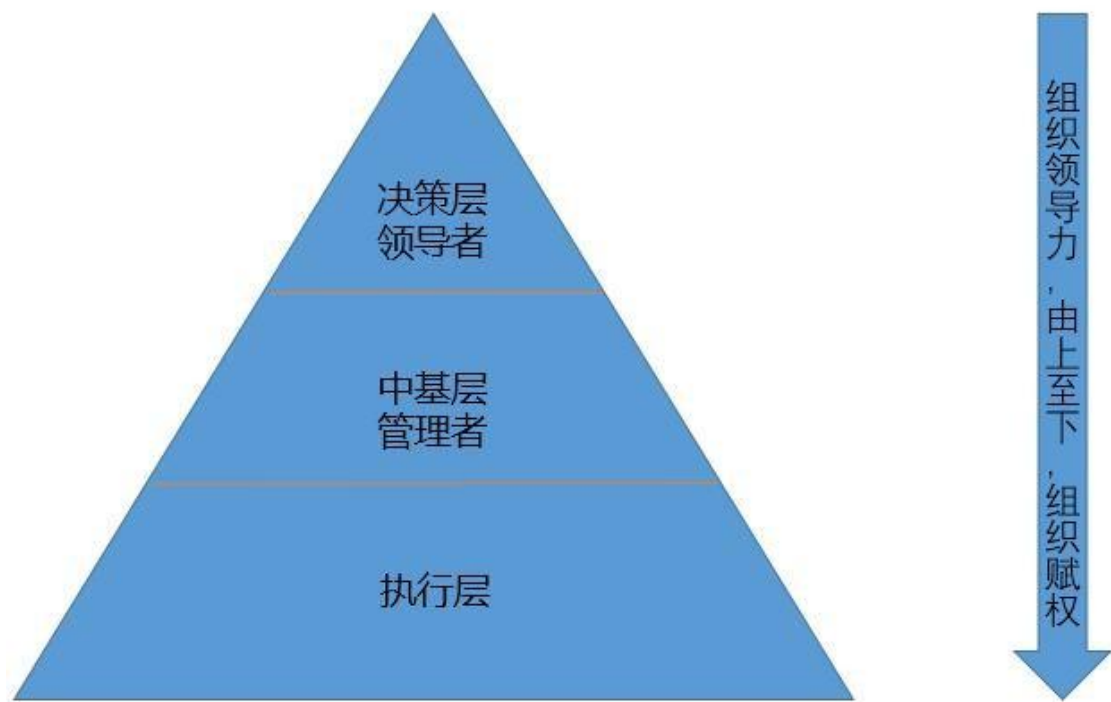 决策层
领导者
中基层
管理者
执行层
组织领导力,由上至下,组织赋权